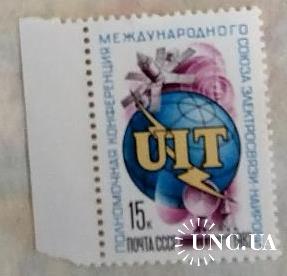 ПОЛНОМОЧНАЯ КОНФЕРЕНЦИЯ
МЕЖДУНАРОДНОГО СОЮЗА ЭЛЕКТРОСВЯЗИ
UIT
15к
ПОЧТА СССР
UNC.UA